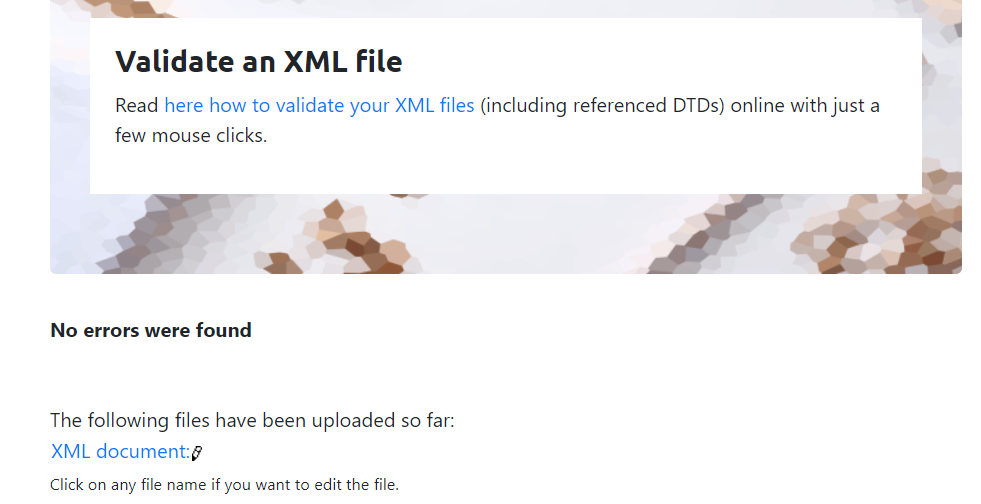 Validate an XML file
Read here how to validate your XML files (including referenced DTDs) online with just a
few mouse clicks.
No errors were found
The following files have been uploaded so far:
XML document:
Click on any file name if you want to edit the file.